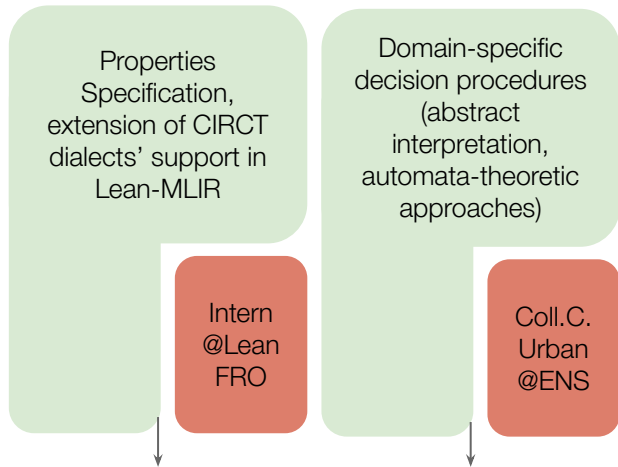 Properties
Specification,
extension of CIRCT
dialects' support in
Lean-MLIR
Intern
@Lean
FRO
Domain-specific
decision procedures
(abstract
interpretation,
automata-theoretic
approaches)
Coll.C.
Urban
@ENS